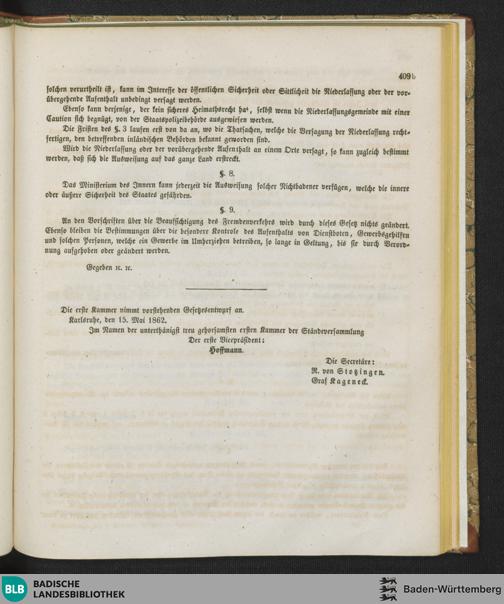 409b
solchen verurtheilt ist, kann im Interesse der öffentlichen Sicherheit oder Sittlichkeit die Niederlassung oder der vor-
übergehende Aufenthalt unbedingt versagt werden.
Ebenso kann derjenige, der kein sicheres Heimathsrecht hat, selbst wenn die Niederlassungsgemeinde mit einer
Caution sich begnügt, von der Staatspolizeibehörde ausgewiesen werden.
Die Fristen des §. 3 laufen erst von da an, wo die Thatsachen, welche die Versagung der Niederlassung recht-
fertigen, den betreffenden inländischen Behörden bekannt geworden sind.
Wird die Niederlassung oder der vorübergehende Aufenthalt an einem Orte versagt, so kann zugleich bestimmt
werden, daß sich die Ausweisung auf das ganze Land erstreckt.
§. 8.
Das Ministerium des Innern kann jederzeit die Ausweisung solcher Nichtbadener verfügen, welche die innere
oder äußere Sicherheit des Staates gefährden.
§. 9.
An den Vorschriften über die Beaufsichtigung des Fremdenverkehrs wird durch dieses Gesetz nichts geändert.
Ebenso bleiben die Bestimmungen über die besondere Kontrole des Aufenthalts von Dienstboten, Gewerbsgehilfen
und solchen Personen, welche ein Gewerbe im Umherziehen betreiben, so lange in Geltung, bis sie durch Verord-
nung aufgehoben oder geändert werden.
Gegeben ꝛc. ꝛc.
Die erste Kammer nimmt vorstehenden Gesetzesentwurf an.
Karlsruhe, den 15. Mai 1862.
Im Namen der unterthänigst treu gehorsamsten ersten Kammer der Ständeversammlung
Der erste Vicepräsident:
Hoffmann.
Die Secretäre:
R. von Stotzingen.
Graf Kageneck.
BLB BADISCHE
LANDESBIBLIOTHEK
Baden-Württemberg